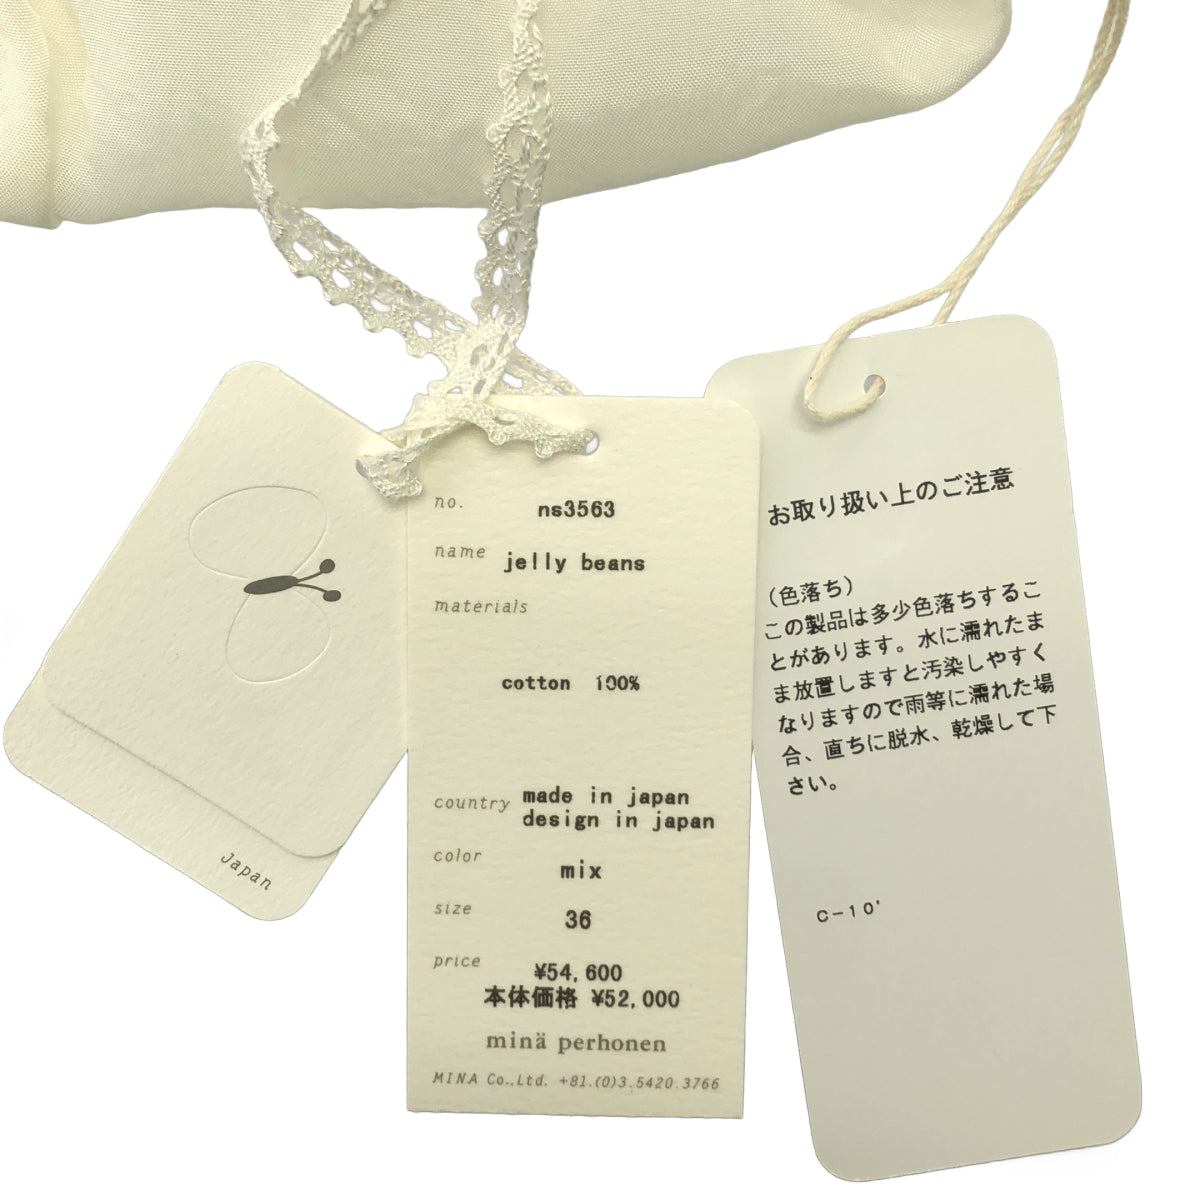 Japan
no. ns3563
name jelly beans
materials
cotton 100%
country made in japan
design in japan
color mix
size 36
price ¥54,600
本体価格 ¥52,000
minä perhonen
MINA Co.,Ltd. +81.(0)3.5420.3766
お取り扱い上のご注意
（色落ち）
この製品は多少色落ちするこ
とがあります。水に濡れたま
ま放置しますと汚染しやすく
なりますので雨等に濡れた場
合、直ちに脱水、乾燥して下
さい。
C-10'